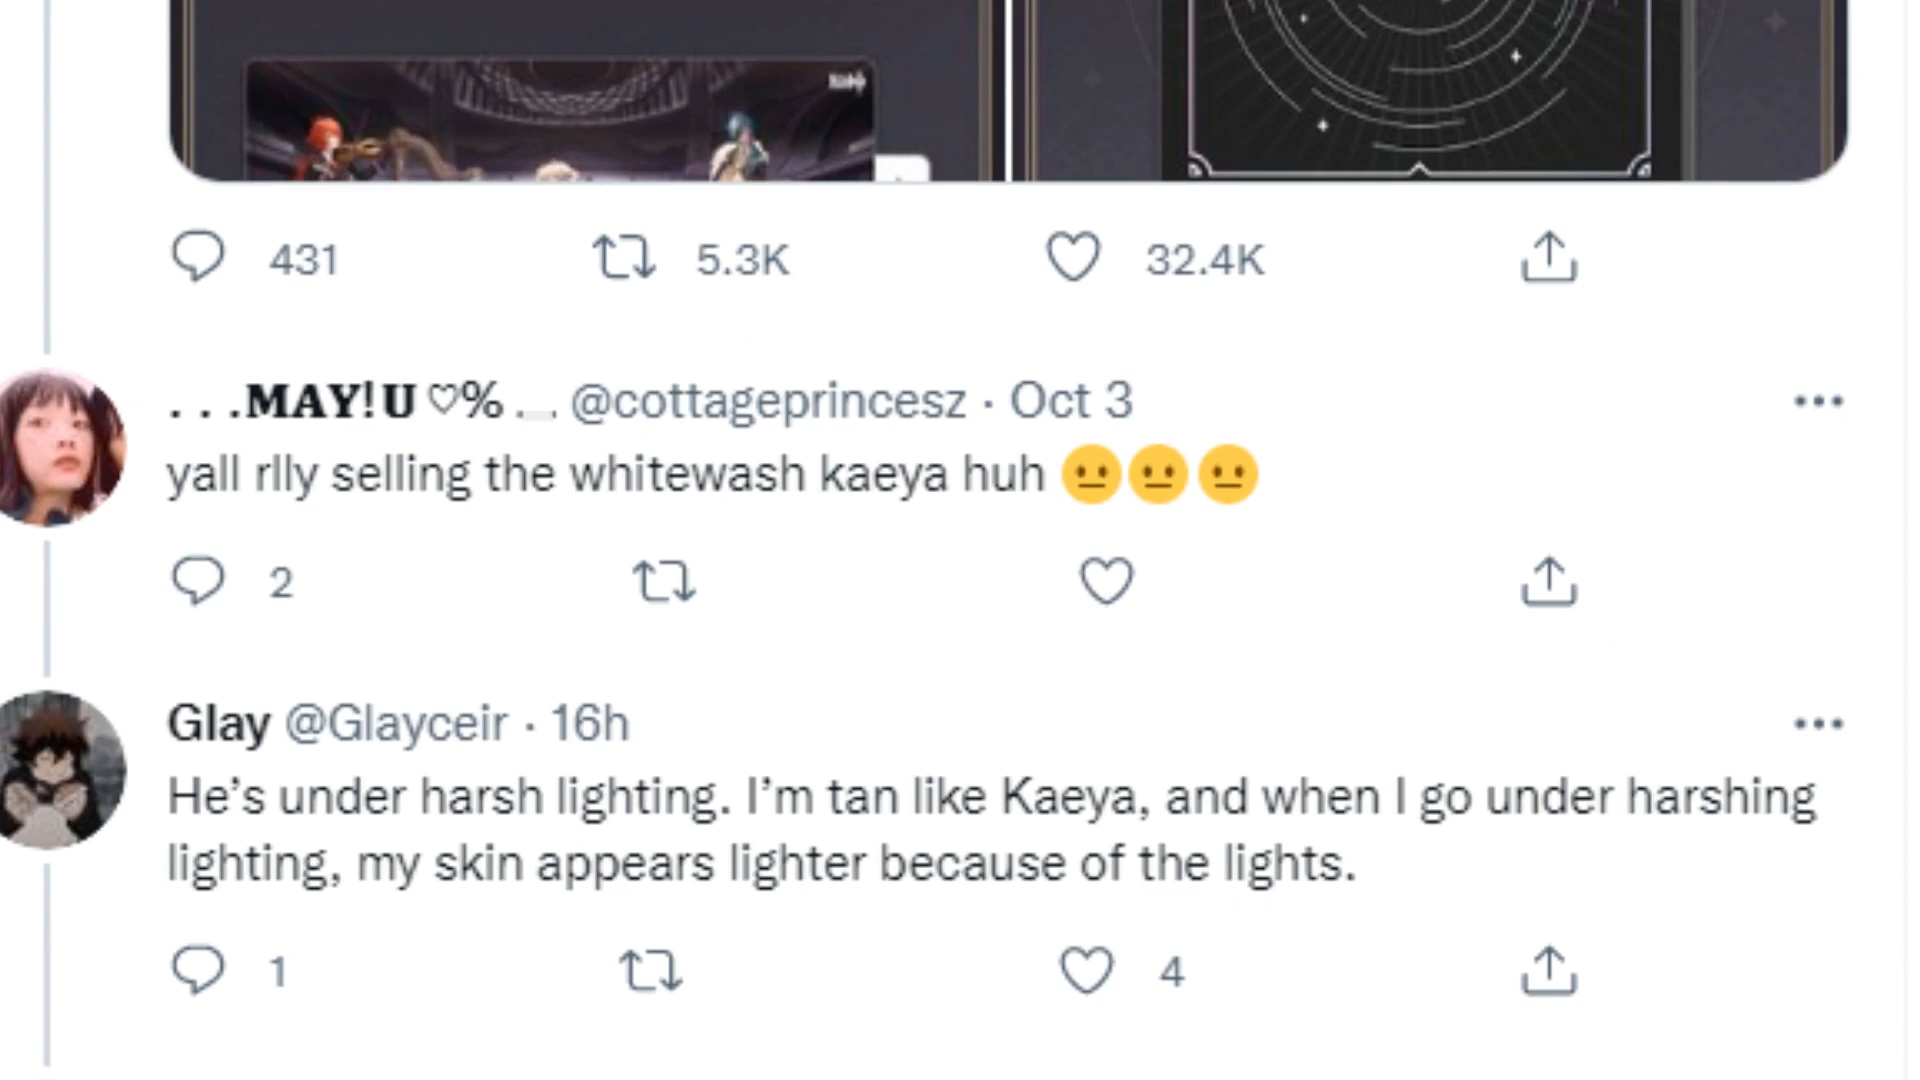 431 5.3K 32.4K
. . .MAY!U ♡% @cottageprincesz · Oct 3
yall rlly selling the whitewash kaeya huh 😐😐😐
2
Glay @Glayceir · 16h
He’s under harsh lighting. I’m tan like Kaeya, and when I go under harshing
lighting, my skin appears lighter because of the lights.
1 4